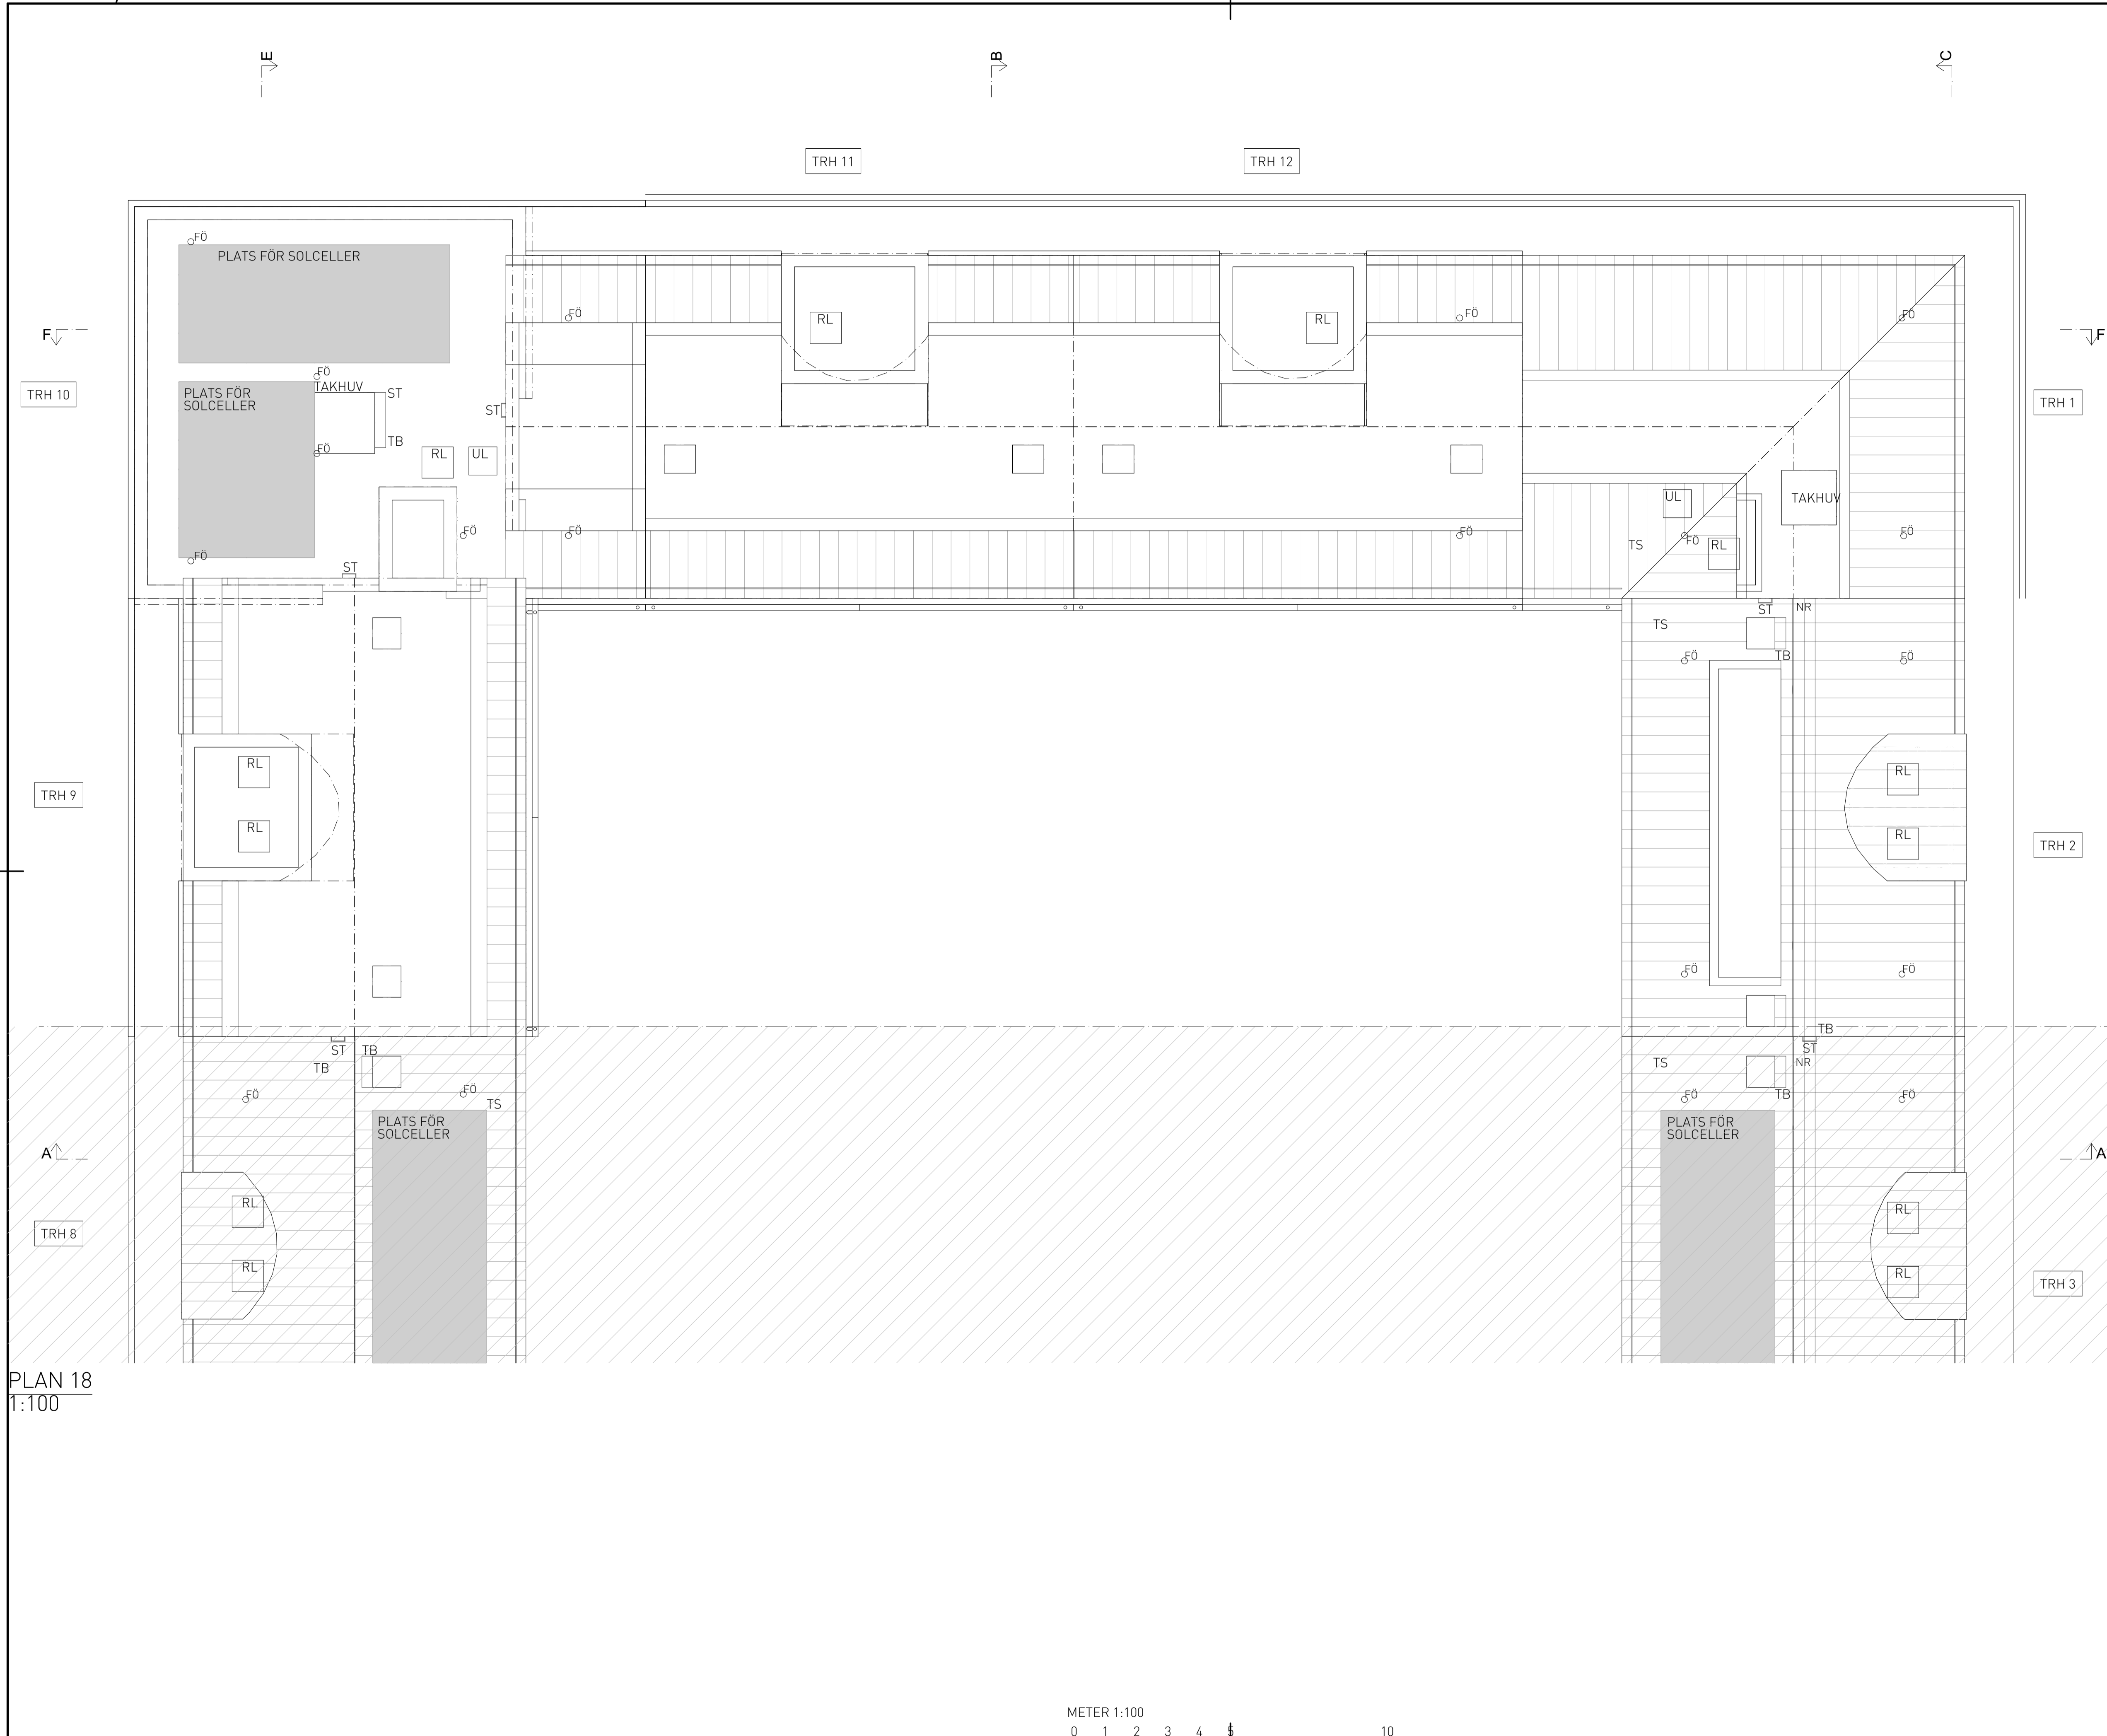 E
B
C
TRH 11
TRH 12
FÖ
PLATS FÖR SOLCELLER
FÖ
RL
RL
FÖ
FÖ
F
F
TRH 10
FÖ
PLATS FÖR
SOLCELLER
TAKHUV
ST
ST
TB
FÖ
RL
UL
TRH 1
UL
TAKHUV
FÖ
FÖ
FÖ
FÖ
FÖ
TS
RL
FÖ
FÖ
ST
ST
NR
TS
FÖ
TB
FÖ
RL
RL
TRH 9
RL
RL
TRH 2
FÖ
FÖ
TB
ST
TB
ST
TB
TS
NR
FÖ
FÖ
TS
FÖ
TB
FÖ
PLATS FÖR
SOLCELLER
PLATS FÖR
SOLCELLER
A
A
RL
RL
TRH 8
RL
RL
TRH 3
PLAN 18
1:100
METER 1:100
0 1 2 3 4 5 10